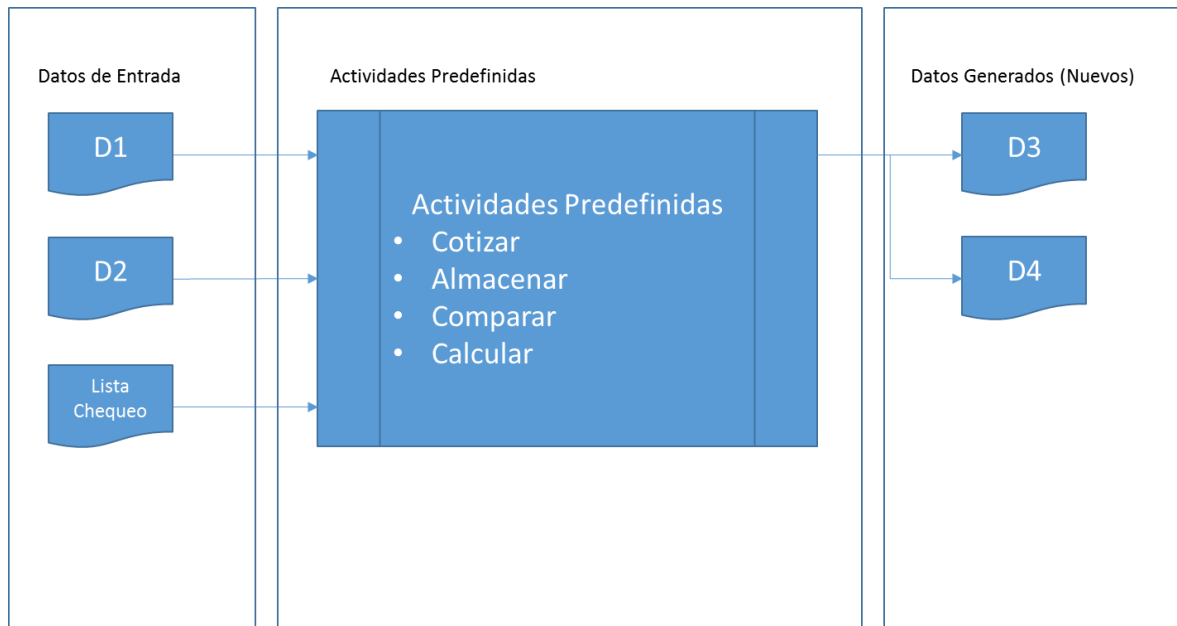 Datos de Entrada
D1
D2
Lista
Chequeo
Actividades Predefinidas
Actividades Predefinidas
• Cotizar
• Almacenar
• Comparar
• Calcular
Datos Generados (Nuevos)
D3
D4